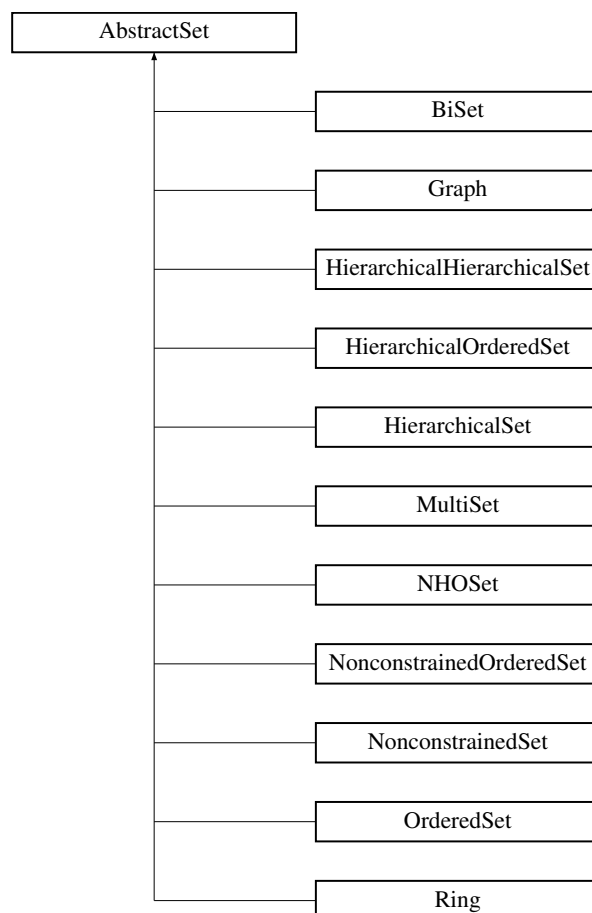 AbstractSet
BiSet
Graph
HierarchicalHierarchicalSet
HierarchicalOrderedSet
HierarchicalSet
MultiSet
NHOSet
NonconstrainedOrderedSet
NonconstrainedSet
OrderedSet
Ring